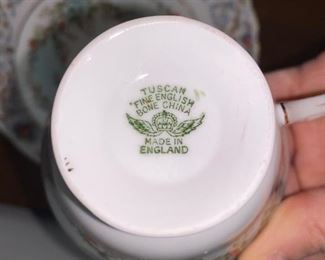 TUSCAN
"FINE ENGLISH
BONE CHINA"
MADE IN
ENGLAND